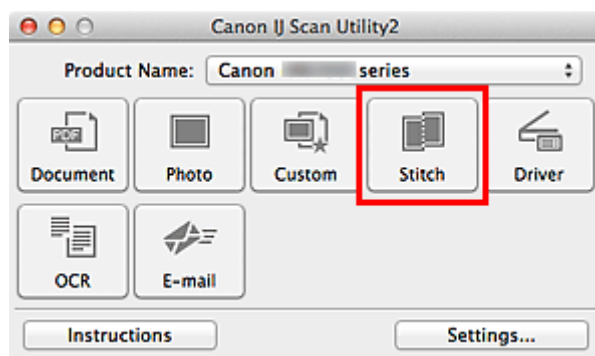 Canon IJ Scan Utility2
Product Name: Canon series
PDF
Document Photo Custom Stitch Driver
OCR E-mail
Instructions Settings...